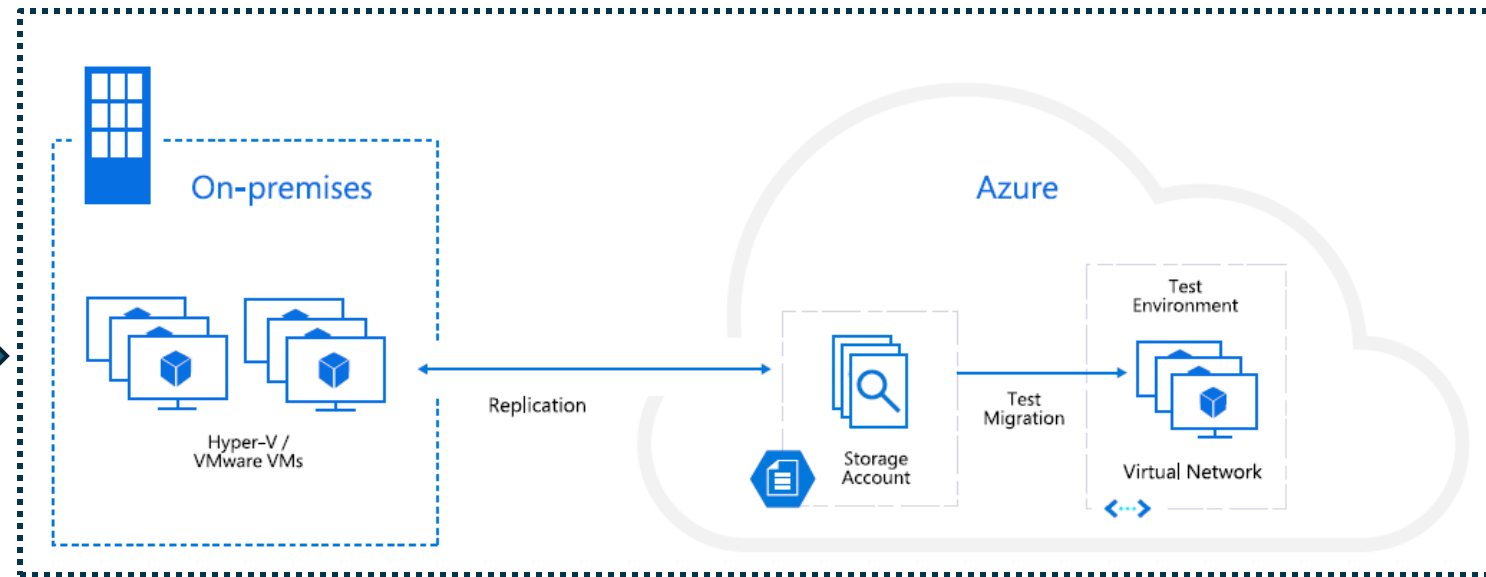 On-premises
Azure
Test
Environment
Replication
Test
Migration
Hyper-V /
VMware VMs
Storage
Account
Virtual Network